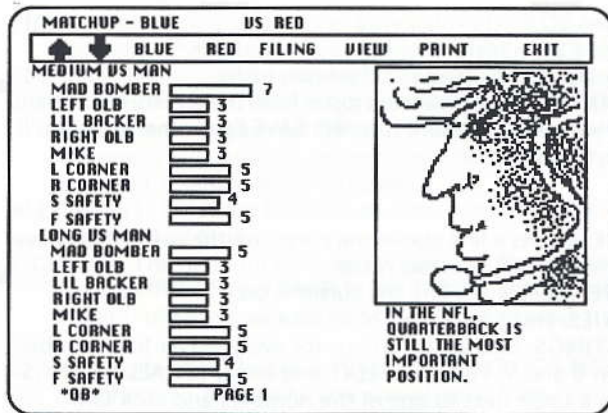 MATCHUP - BLUE VS RED
BLUE RED FILING VIEW PRINT EXIT
MEDIUM VS MAN
MAD BOMBER 7
LEFT OLB 3
LIL BACKER 3
RIGHT OLB 3
MIKE 3
L CORNER 5
R CORNER 5
S SAFETY 4
F SAFETY 5
LONG VS MAN
MAD BOMBER 5
LEFT OLB 3
LIL BACKER 3
RIGHT OLB 3
MIKE 3
L CORNER 5
R CORNER 5
S SAFETY 4
F SAFETY 5
*QB* PAGE 1
IN THE NFL,
QUARTERBACK IS
STILL THE MOST
IMPORTANT
POSITION.